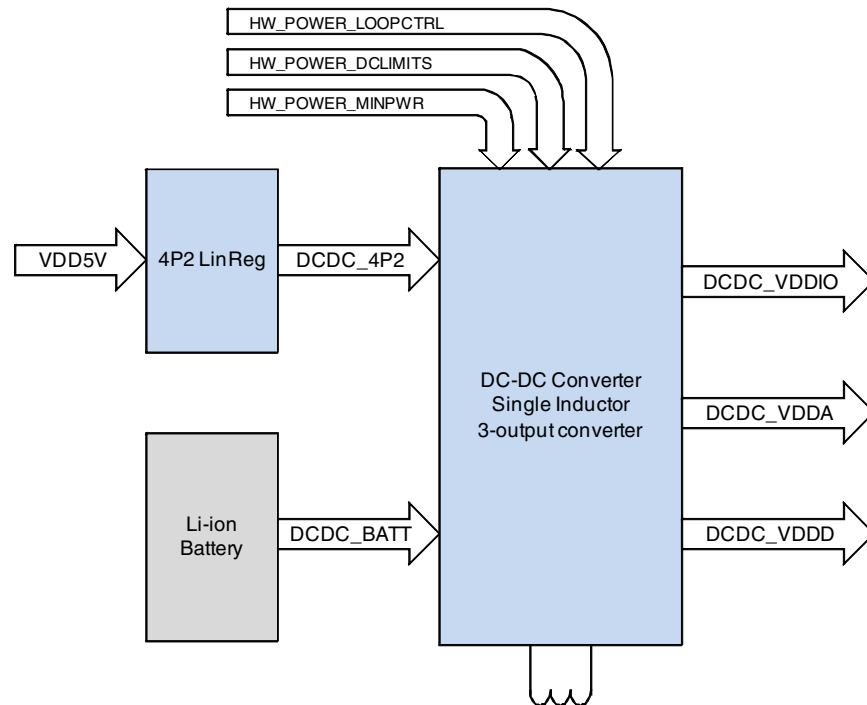 HW_POWER_LOOPCTRL
HW_POWER_DCLIMITS
HW_POWER_MINPWR
VDD5V
4P2 LinReg
DCDC_4P2
DCDC_VDDIO
DC-DC Converter
Single Inductor
3-output converter
DCDC_VDDA
Li-ion
Battery
DCDC_BATT
DCDC_VDDD